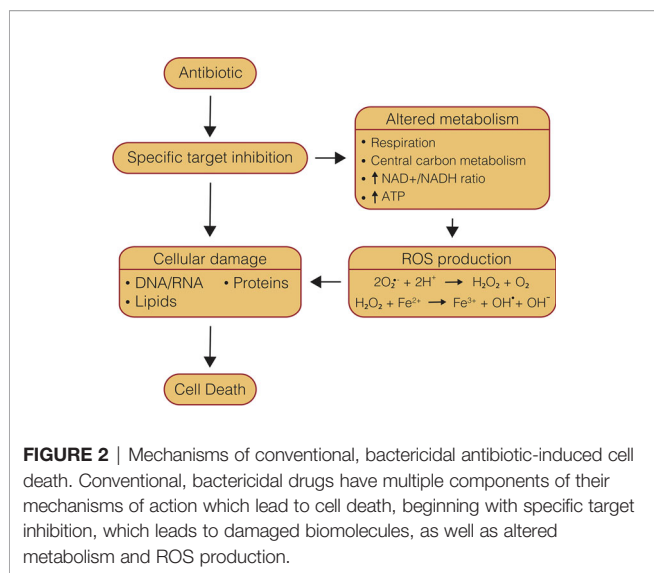 Antibiotic
Specific target inhibition
Altered metabolism
• Respiration
• Central carbon metabolism
• ↑ NAD+/NADH ratio
• ↑ ATP
Cellular damage
• DNA/RNA • Proteins
• Lipids
ROS production
2O₂•⁻ + 2H⁺ → H₂O₂ + O₂
H₂O₂ + Fe²⁺ → Fe³⁺ + OH• + OH⁻
Cell Death
FIGURE 2 | Mechanisms of conventional, bactericidal antibiotic-induced cell
death. Conventional, bactericidal drugs have multiple components of their
mechanisms of action which lead to cell death, beginning with specific target
inhibition, which leads to damaged biomolecules, as well as altered
metabolism and ROS production.